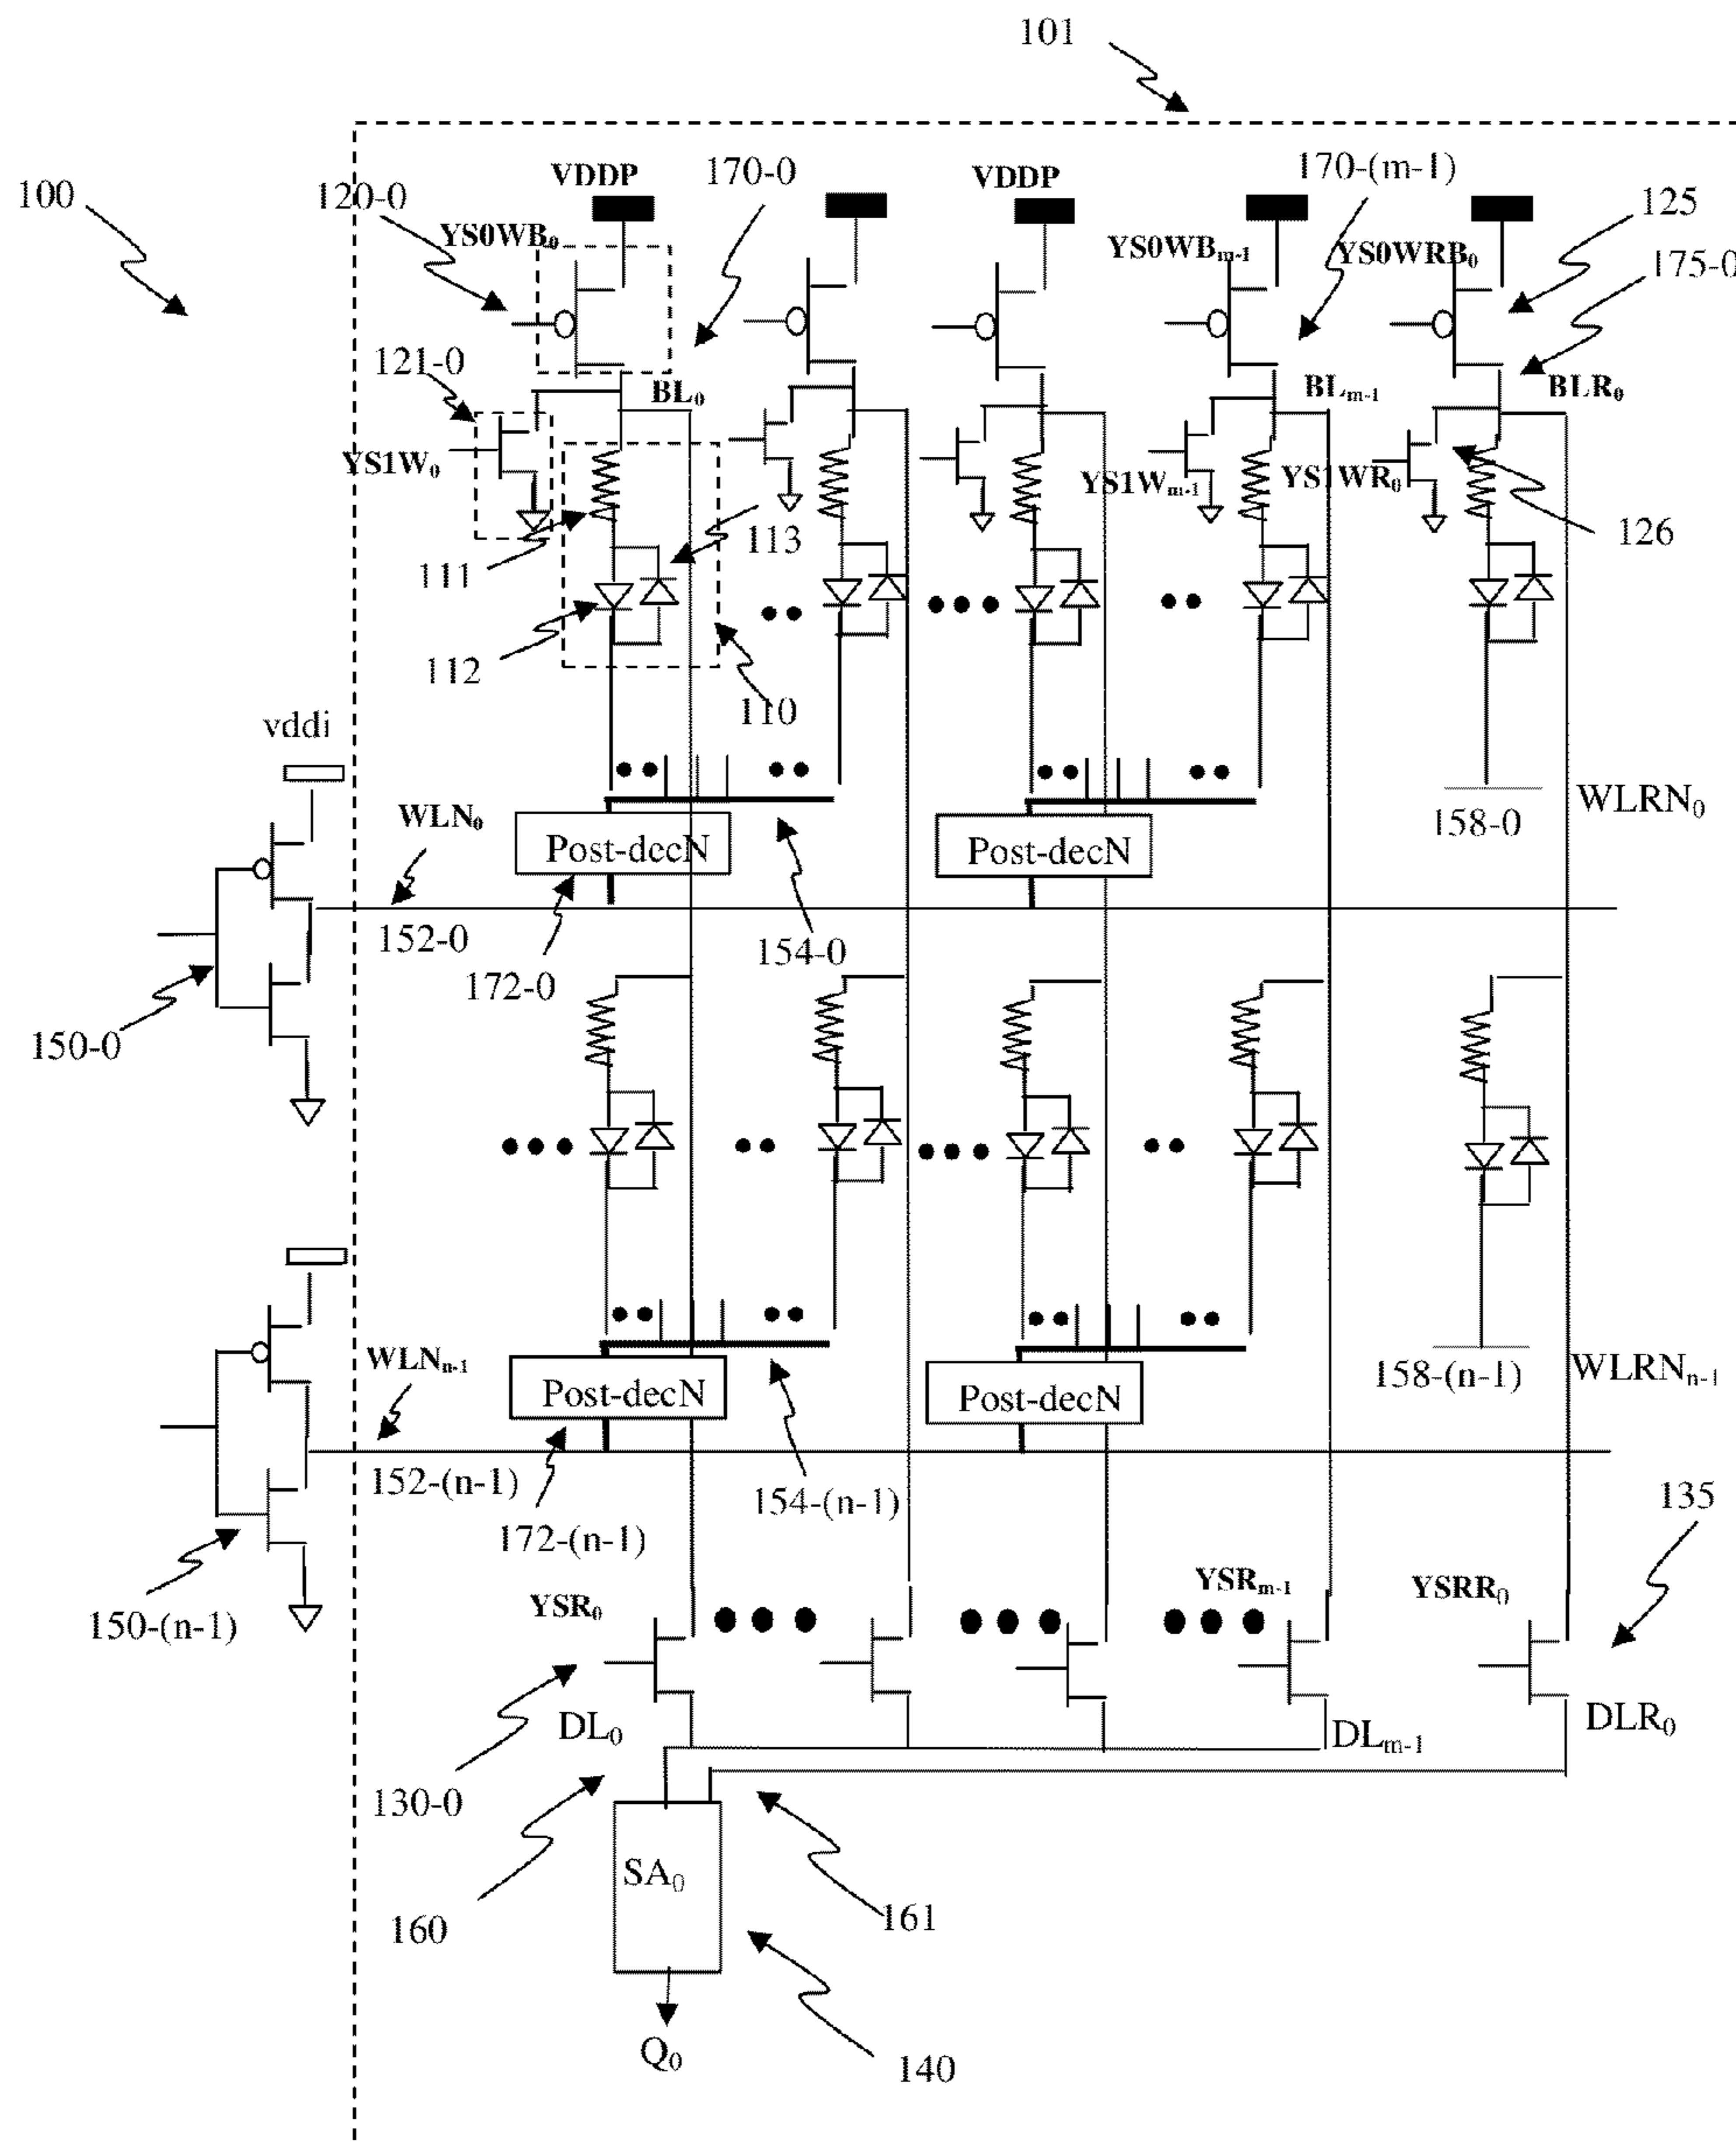 101
100
120-0
VDDP
170-0
VDDP
170-(m-1)
125
YS0WB₀
YS0WBₘ₋₁
YS0WRB₀
175-0
121-0
BL₀
BLₘ₋₁
BLR₀
YS1W₀
YS1Wₘ₋₁
YS1WR₀
111
113
126
112
110
vddi
WLN₀
Post-decN
Post-decN
158-0
WLRN₀
152-0
154-0
172-0
150-0
WLNₙ₋₁
Post-decN
Post-decN
158-(n-1)
WLRNₙ₋₁
152-(n-1)
154-(n-1)
172-(n-1)
135
150-(n-1)
YSR₀
YSRₘ₋₁
YSRR₀
DL₀
DLₘ₋₁
DLR₀
130-0
SA₀
160
161
Q₀
140